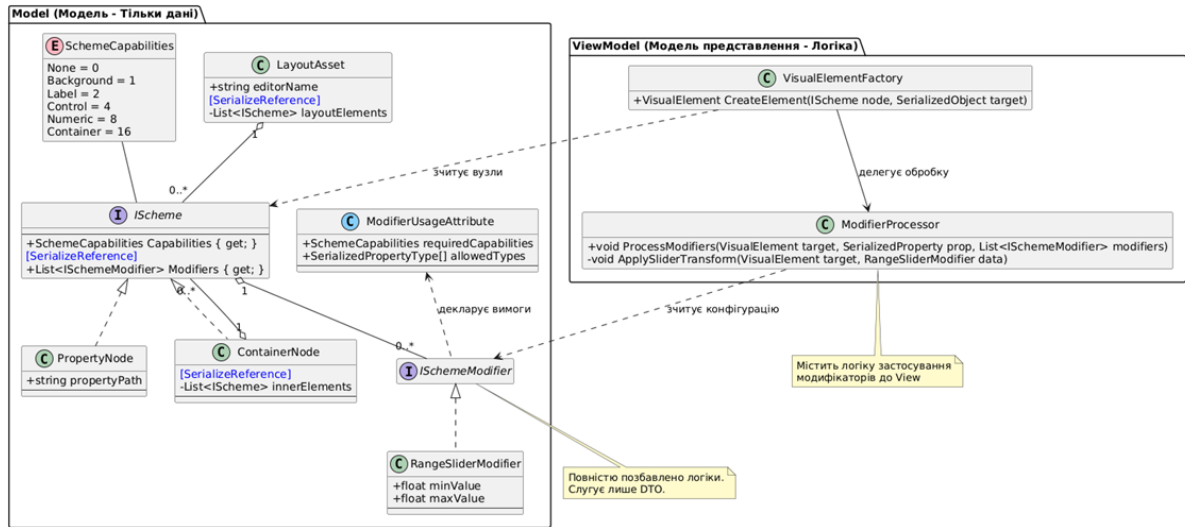 Model (Модель - Тільки дані)
E SchemeCapabilities
None = 0
Background = 1
Label = 2
Control = 4
Numeric = 8
Container = 16
C LayoutAsset
+string editorName
[SerializeReference]
-List<IScheme> layoutElements
1
0..*
I IScheme
+SchemeCapabilities Capabilities { get; }
[SerializeReference]
+List<ISchemeModifier> Modifiers { get; }
C ModifierUsageAttribute
+SchemeCapabilities requiredCapabilities
+SerializedPropertyType[] allowedTypes
0..*
1
1
0..*
декларує вимоги
C PropertyNode
+string propertyPath
C ContainerNode
[SerializeReference]
-List<IScheme> innerElements
I ISchemeModifier
C RangeSliderModifier
+float minValue
+float maxValue
ViewModel (Модель представлення - Логіка)
C VisualElementFactory
+VisualElement CreateElement(IScheme node, SerializedObject target)
зчитує вузли
делегує обробку
C ModifierProcessor
+void ProcessModifiers(VisualElement target, SerializedProperty prop, List<ISchemeModifier> modifiers)
-void ApplySliderTransform(VisualElement target, RangeSliderModifier data)
зчитує конфігурацію
Містить логіку застосування
модифікаторів до View
Повністю позбавлено логіки.
Слугує лише DTO.